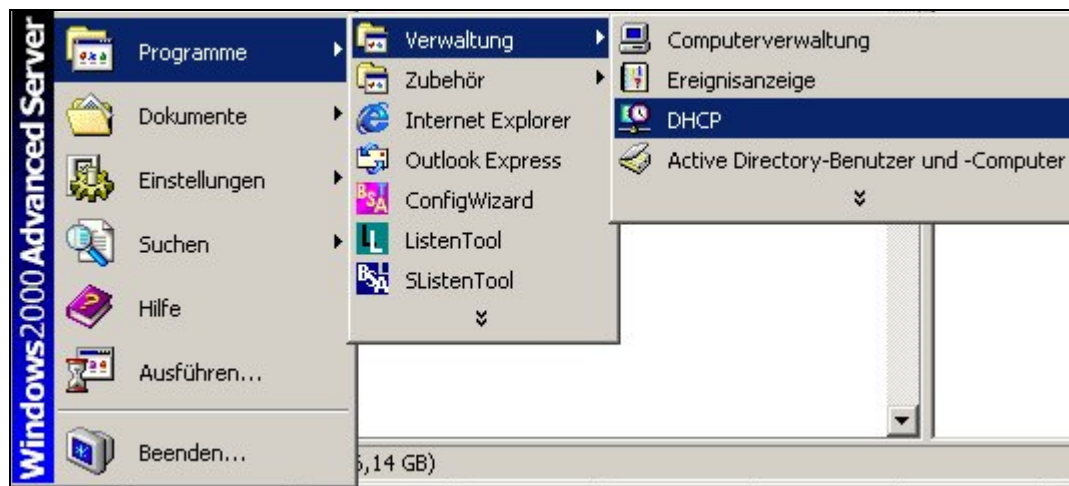 Windows2000 Advanced Server
Programme
Dokumente
Einstellungen
Suchen
Hilfe
Ausführen...
Beenden...
Verwaltung
Zubehör
Internet Explorer
Outlook Express
ConfigWizard
ListenTool
SListenTool
Computerverwaltung
Ereignisanzeige
DHCP
Active Directory-Benutzer und -Computer
,14 GB)